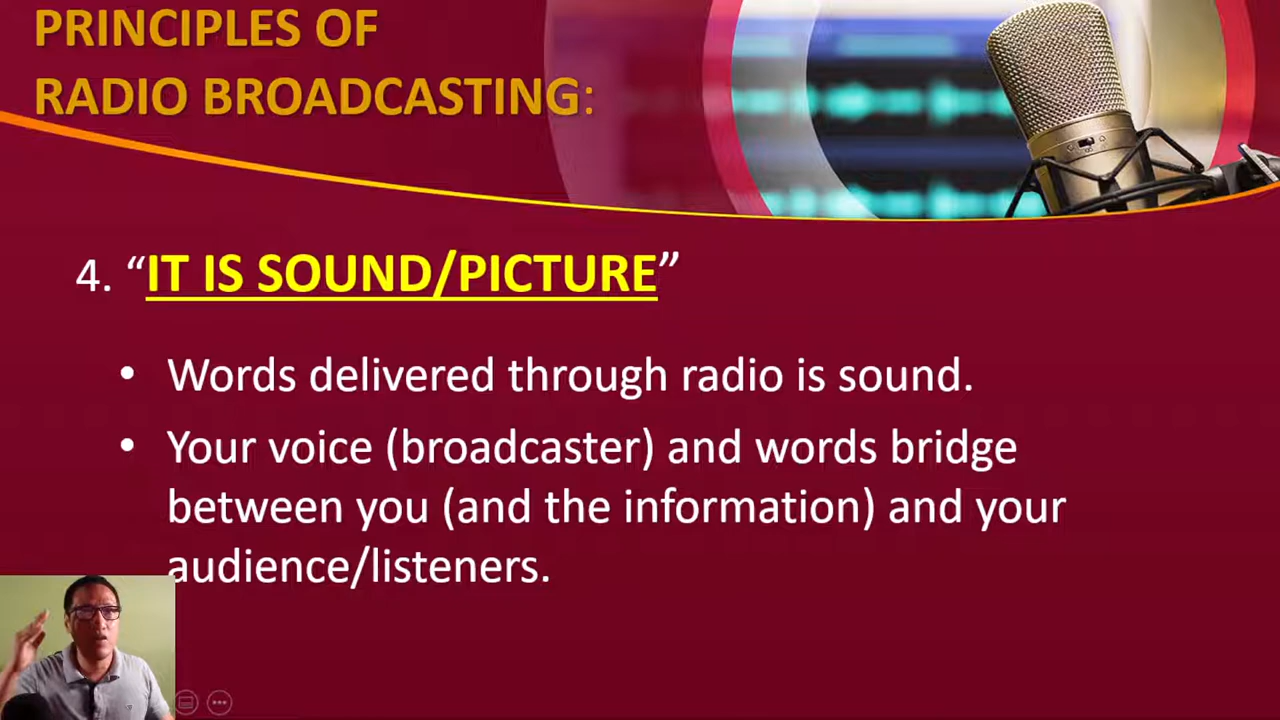 PRINCIPLES OF
RADIO BROADCASTING:
4. “IT IS SOUND/PICTURE”
• Words delivered through radio is sound.
• Your voice (broadcaster) and words bridge
between you (and the information) and your
audience/listeners.